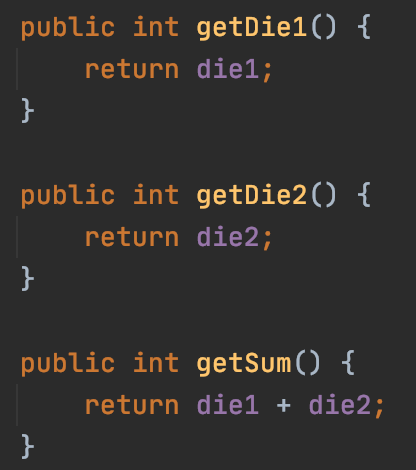 public int getDie1() {
    return die1;
}
public int getDie2() {
    return die2;
}
public int getSum() {
    return die1 + die2;
}